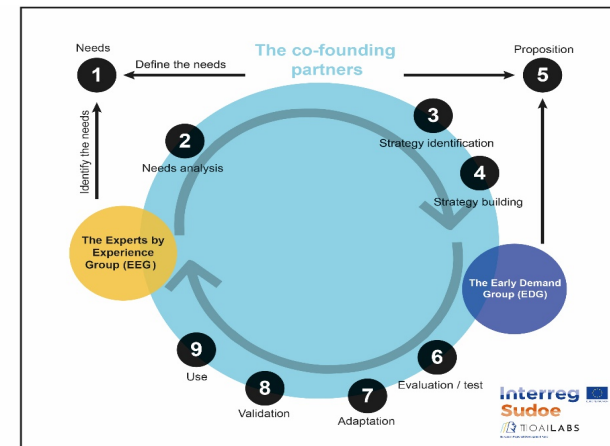 Needs
1
Define the needs
The co-founding
partners
Proposition
5
Identify the needs
2
Needs analysis
3
Strategy identification
4
Strategy building
The Experts by
Experience
Group (EEG)
The Early Demand
Group (EDG)
9
Use
8
Validation
7
Adaptation
6
Evaluation / test
Interreg
Sudoe
LABS